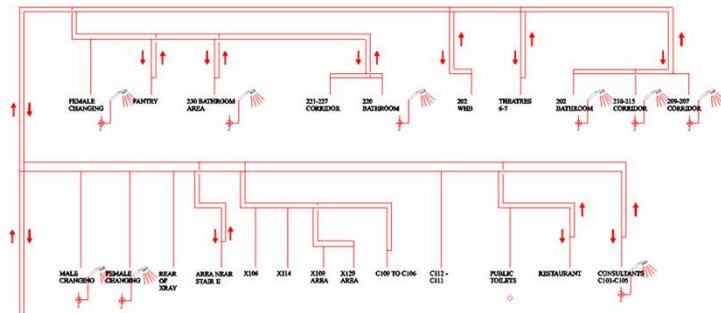 FEMALE
CHANGING
PANTRY
230 BATHROOM
AREA
221-227
CORRIDOR
220
BATHROOM
202
WHB
THEATRES
6-7
202
BATHROOM
210-215
CORRIDOR
209-207
CORRIDOR
MALE
CHANGING
FEMALE
CHANGING
REAR
OF
XRAY
AREA NEAR
STAIR E
X106
X114
X109
AREA
X129
AREA
C109 TO C106
C112 -
C111
PUBLIC
TOILETS
RESTAURANT
CONSULTANTS
C101-C105